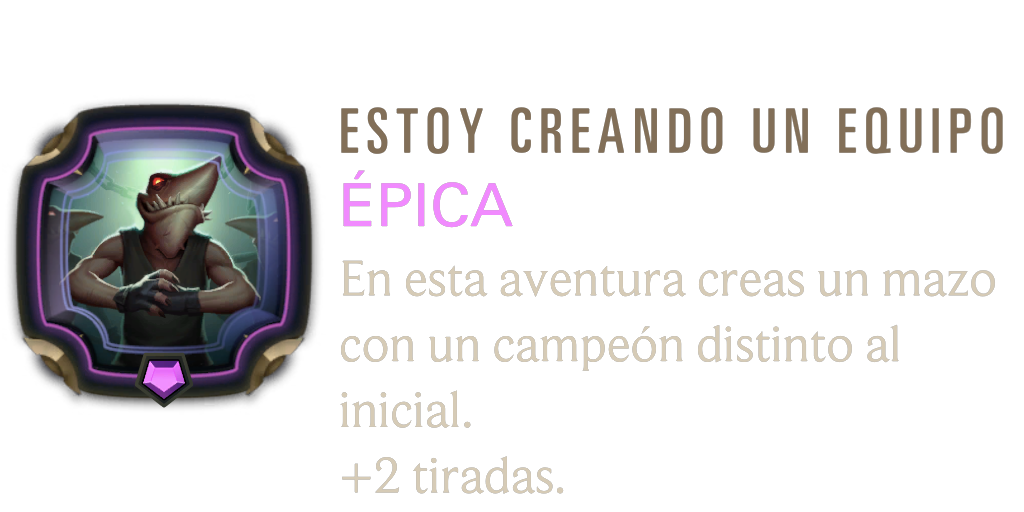 ESTOY CREANDO UN EQUIPO
ÉPICA
En esta aventura creas un mazo
con un campeón distinto al
inicial.
+2 tiradas.